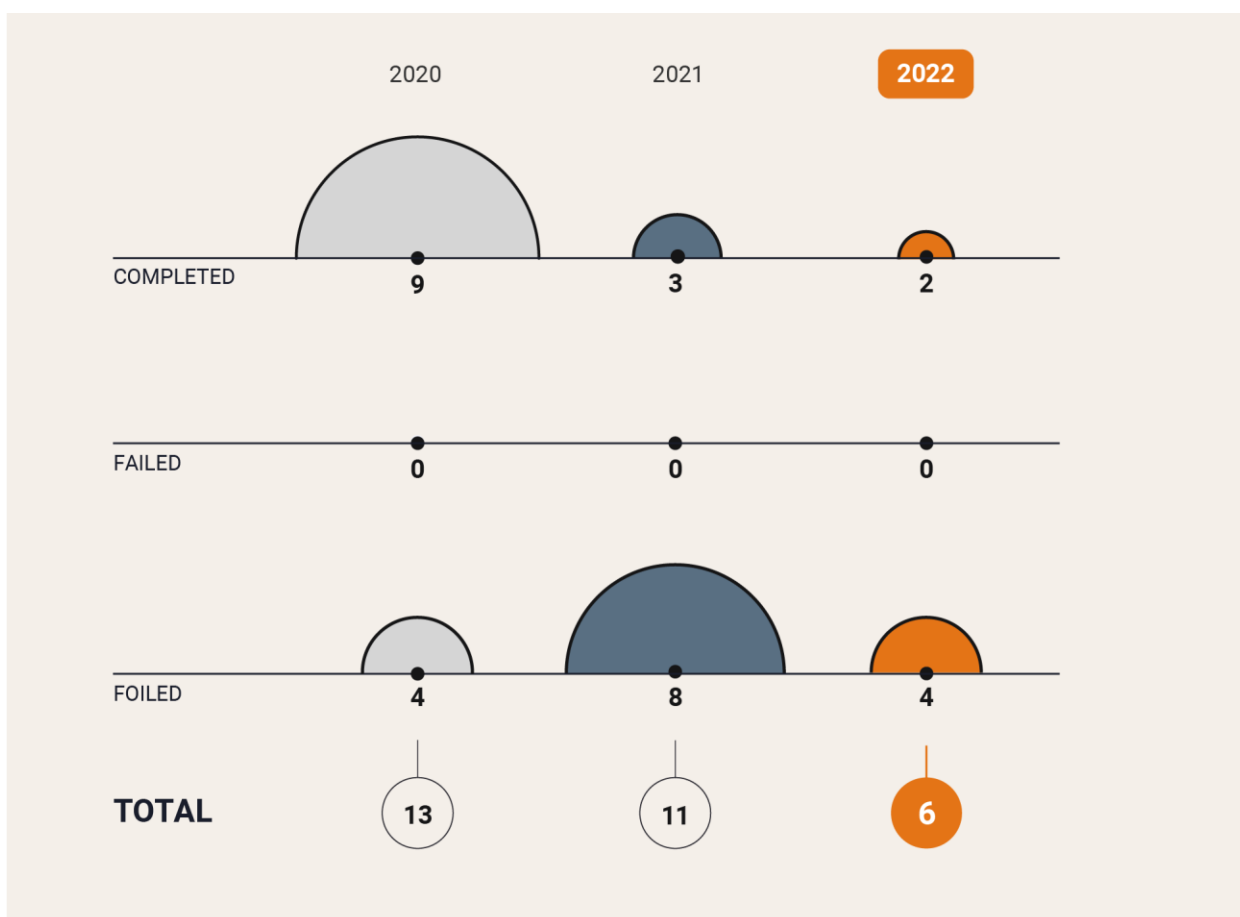 2020 2021 2022
COMPLETED
9 3 2
FAILED
0 0 0
FOILED
4 8 4
TOTAL 13 11 6